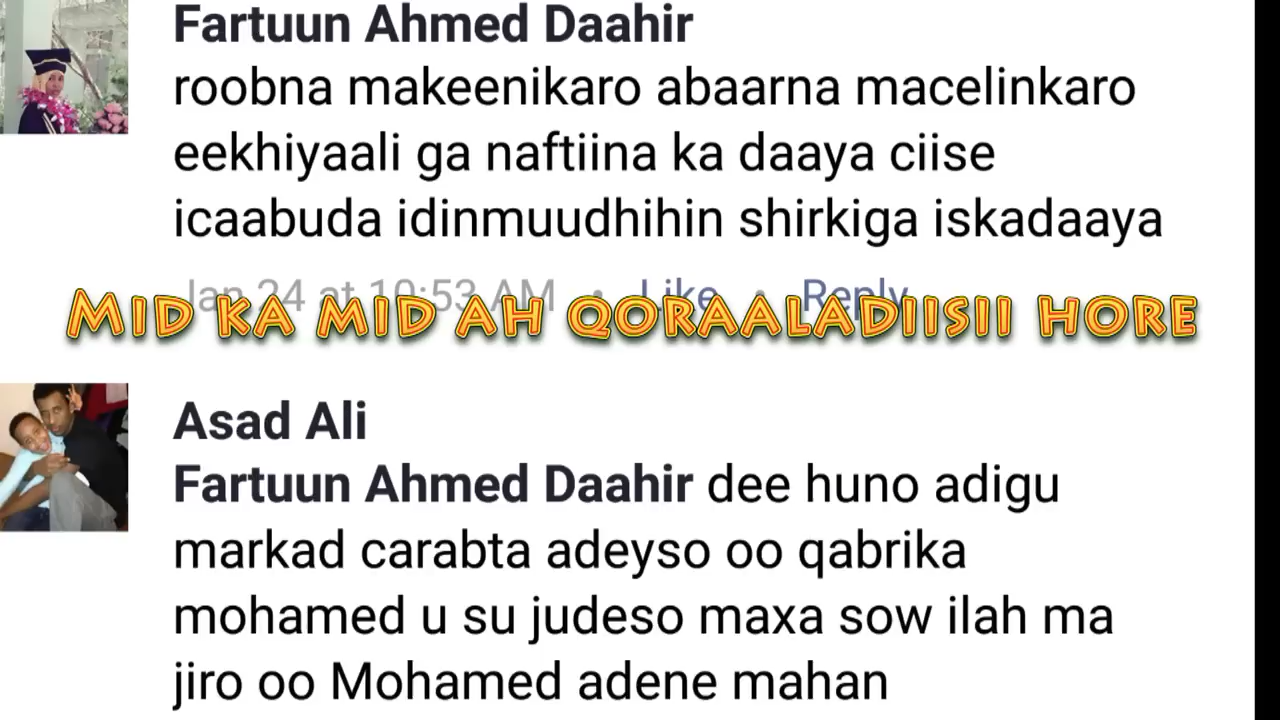 Fartuun Ahmed Daahir
roobna makeenikaro abaarna macelinkaro
eekhiyaali ga naftiina ka daaya ciise
icaabuda idinmuudhihin shirkiga iskadaaya
Jan 24 at 10:53 AM • Like • Reply
MID KA MID AH QORAALADIISII HORE
Asad Ali
Fartuun Ahmed Daahir dee huno adigu
markad carabta adeyso oo qabrika
mohamed u su judeso maxa sow ilah ma
jiro oo Mohamed adene mahan